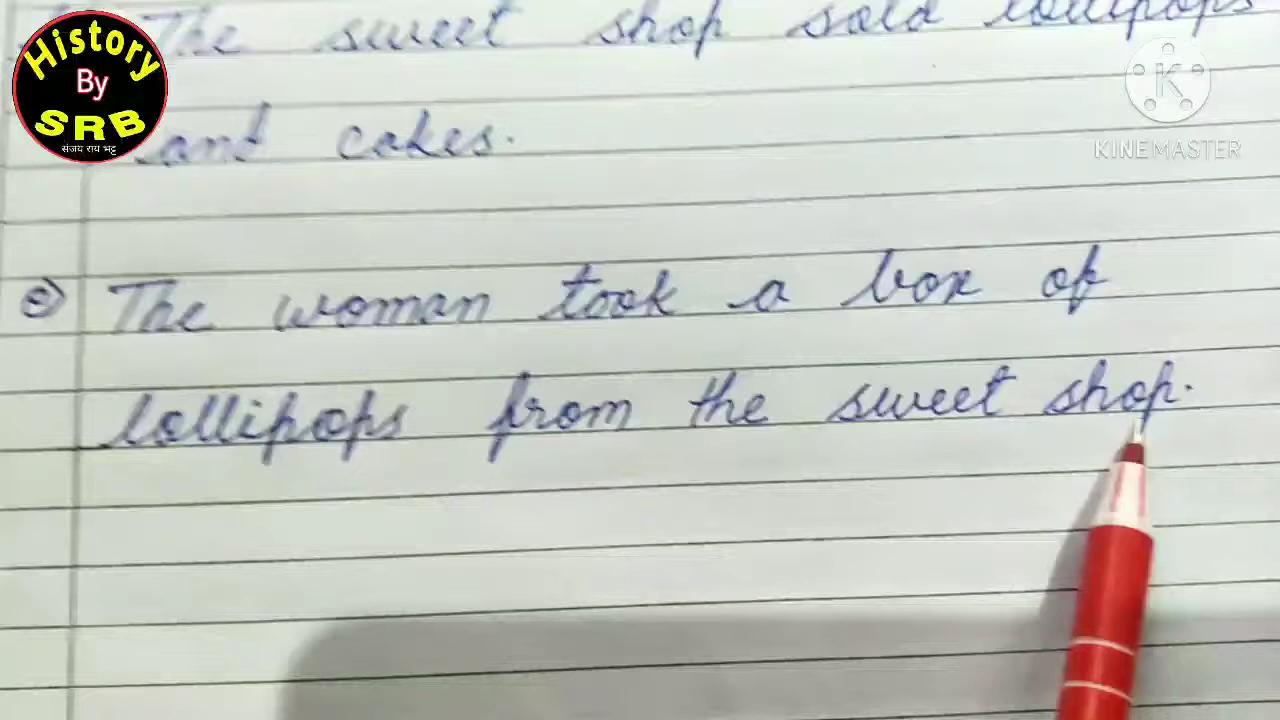 History
By
SRB
संजय राय भट्ट
KINEMASTER
The sweet shop sold lollipops
and cakes.
e) The woman took a box of
lollipops from the sweet shop.